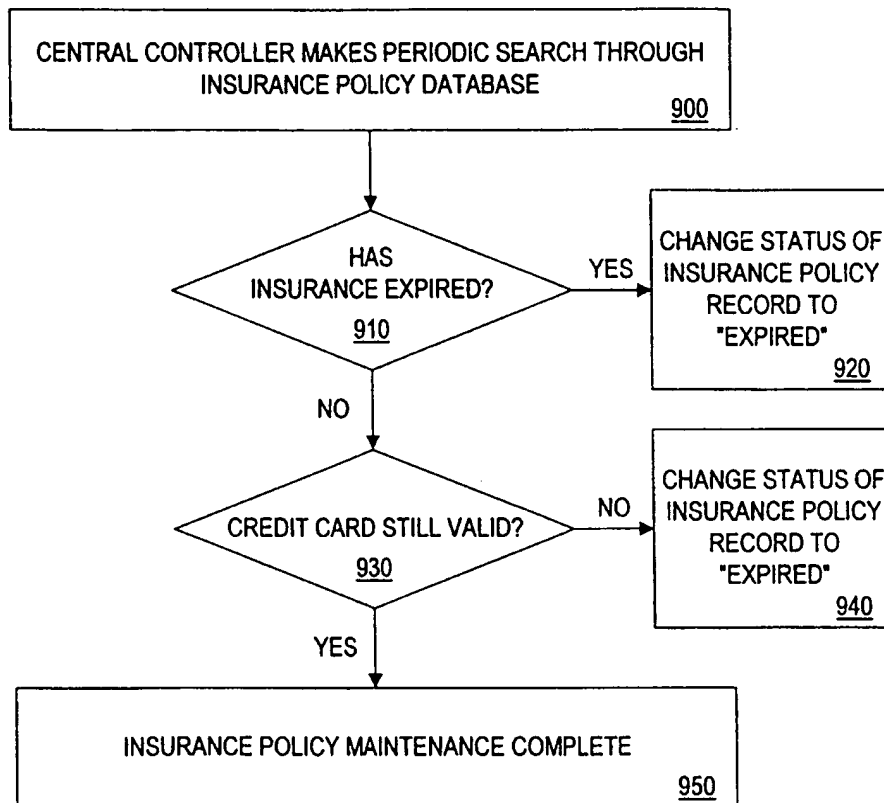 CENTRAL CONTROLLER MAKES PERIODIC SEARCH THROUGH
INSURANCE POLICY DATABASE
900
HAS
INSURANCE EXPIRED?
910
YES
CHANGE STATUS OF
INSURANCE POLICY
RECORD TO
"EXPIRED"
920
NO
CREDIT CARD STILL VALID?
930
NO
CHANGE STATUS OF
INSURANCE POLICY
RECORD TO
"EXPIRED"
940
YES
INSURANCE POLICY MAINTENANCE COMPLETE
950